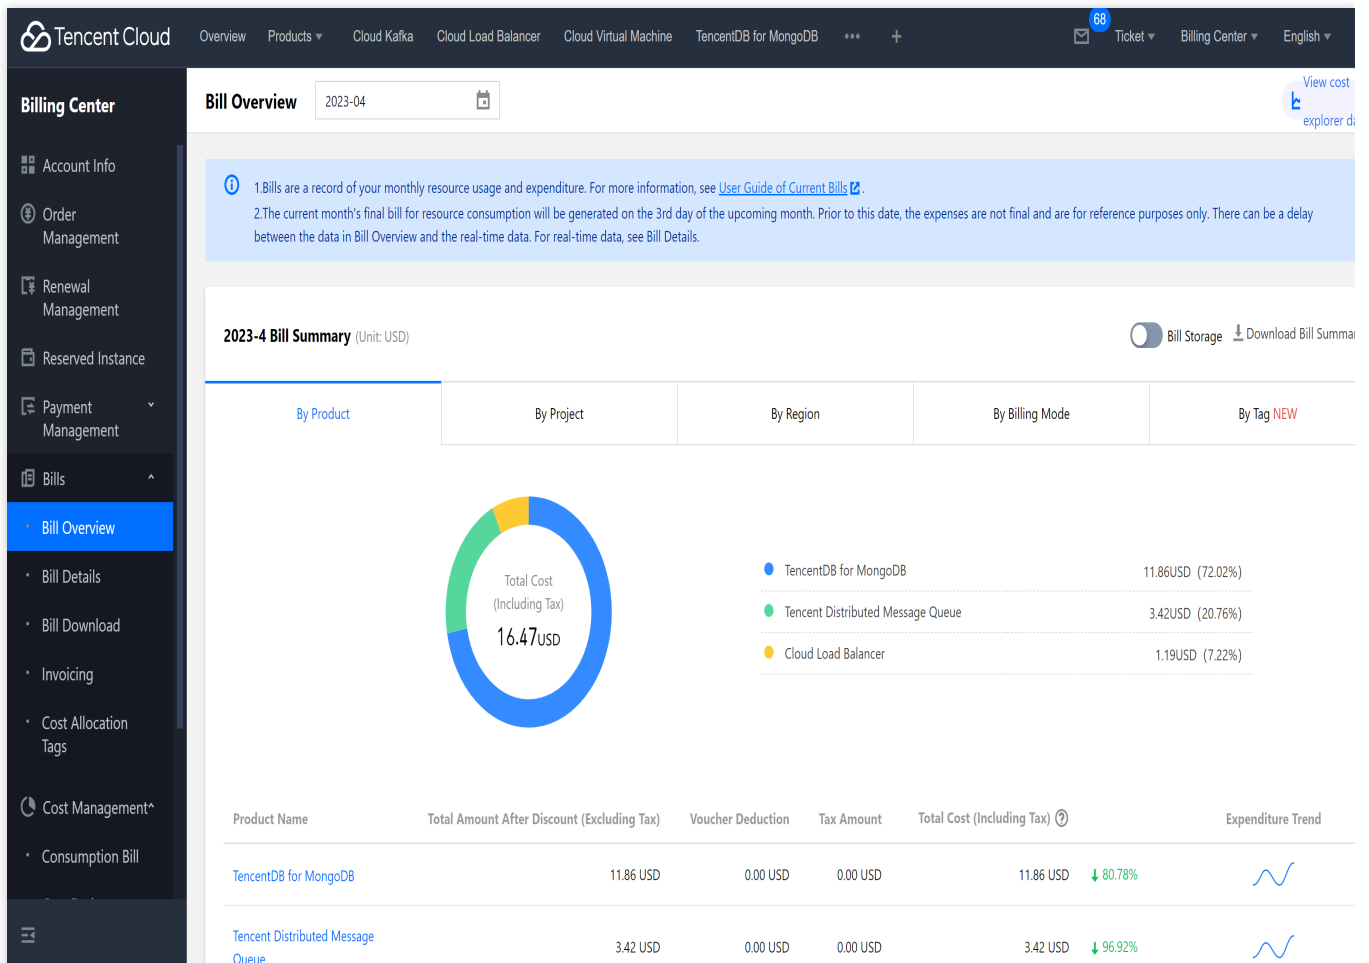 Tencent Cloud
Overview
Products
Cloud Kafka
Cloud Load Balancer
Cloud Virtual Machine
TencentDB for MongoDB
•••
+
68
Ticket
Billing Center
English
Billing Center
Account Info
Order
Management
Renewal
Management
Reserved Instance
Payment
Management
Bills
Bill Overview
Bill Details
Bill Download
Invoicing
Cost Allocation
Tags
Cost Management
Consumption Bill
Bill Overview
2023-04
View cost
explorer da
1.Bills are a record of your monthly resource usage and expenditure. For more information, see User Guide of Current Bills .
2.The current month's final bill for resource consumption will be generated on the 3rd day of the upcoming month. Prior to this date, the expenses are not final and are for reference purposes only. There can be a delay
between the data in Bill Overview and the real-time data. For real-time data, see Bill Details.
2023-4 Bill Summary (Unit: USD)
Bill Storage
Download Bill Summar
By Product
By Project
By Region
By Billing Mode
By Tag NEW
Total Cost
(Including Tax)
16.47USD
TencentDB for MongoDB 11.86USD (72.02%)
Tencent Distributed Message Queue 3.42USD (20.76%)
Cloud Load Balancer 1.19USD (7.22%)
Product Name Total Amount After Discount (Excluding Tax) Voucher Deduction Tax Amount Total Cost (Including Tax) Expenditure Trend
TencentDB for MongoDB 11.86 USD 0.00 USD 0.00 USD 11.86 USD 80.78%
Tencent Distributed Message
Queue 3.42 USD 0.00 USD 0.00 USD 3.42 USD 96.92%